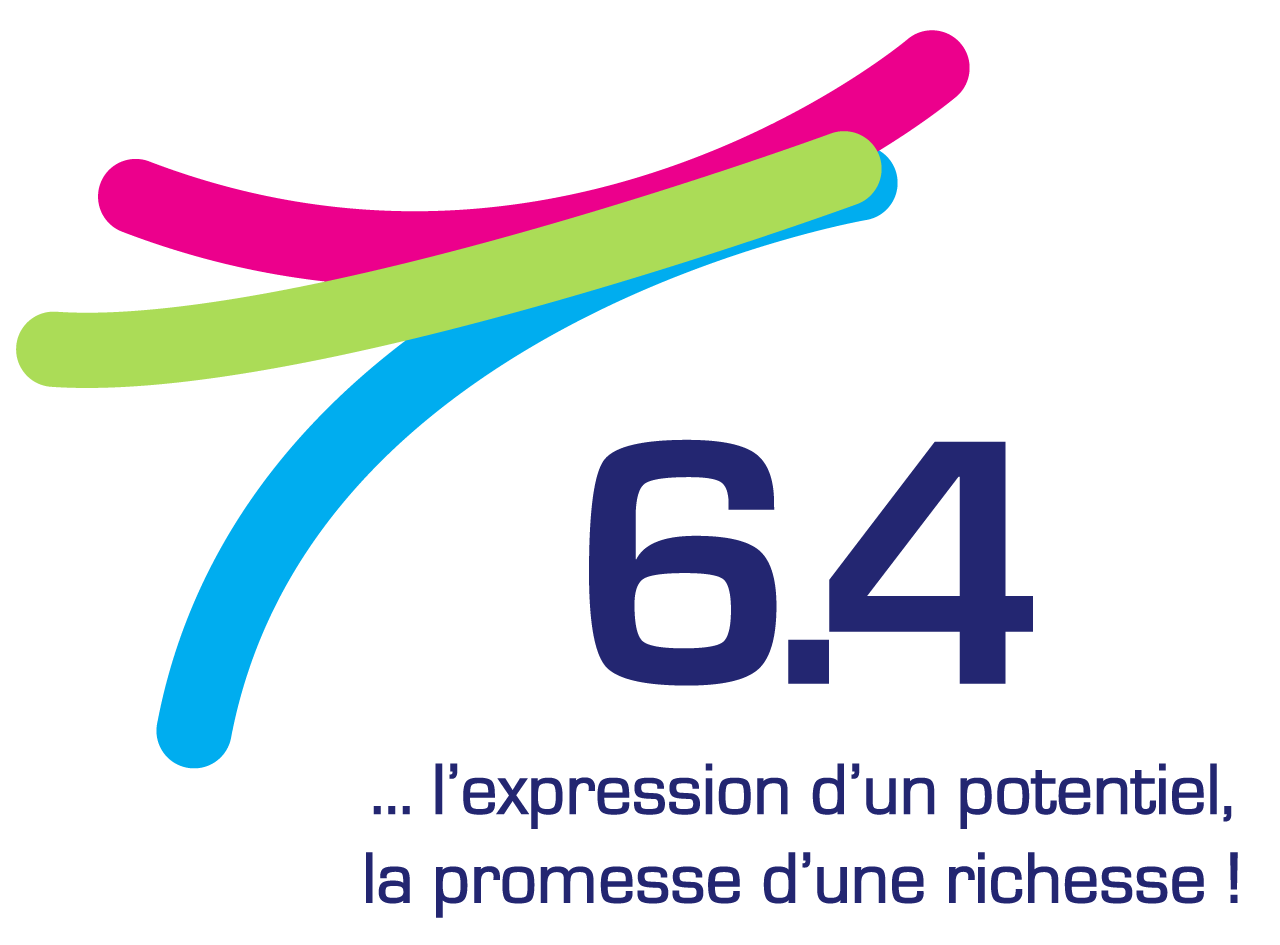 6.4
... l’expression d’un potentiel,
la promesse d’une richesse !